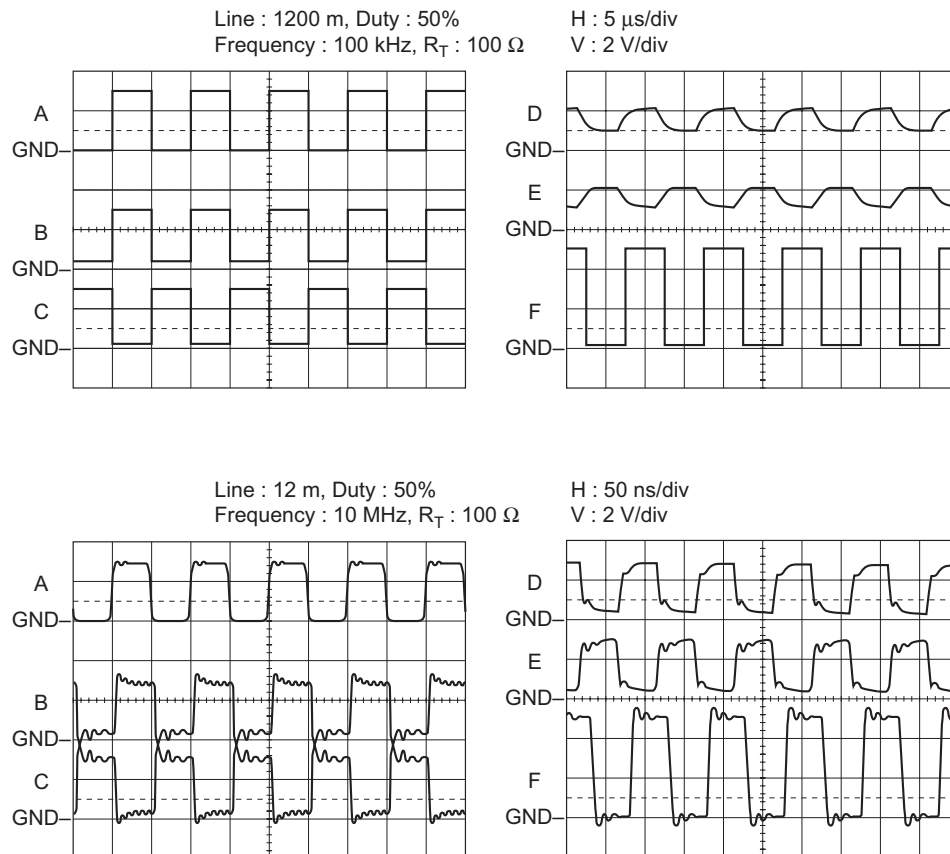 Line : 1200 m, Duty : 50%
Frequency : 100 kHz, R_T : 100 Ω
H : 5 µs/div
V : 2 V/div
A
GND
B
GND
C
GND
D
GND
E
GND
F
GND
Line : 12 m, Duty : 50%
Frequency : 10 MHz, R_T : 100 Ω
H : 50 ns/div
V : 2 V/div
A
GND
B
GND
C
GND
D
GND
E
GND
F
GND